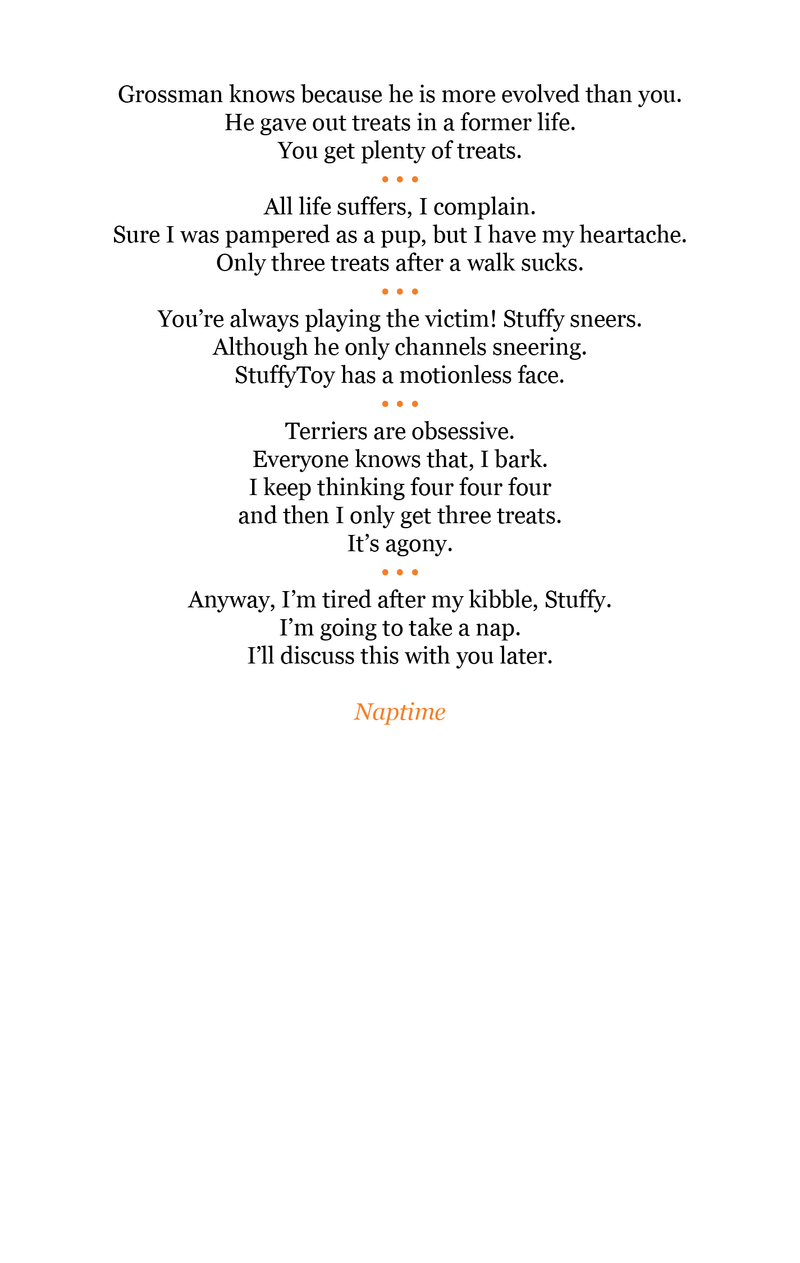 Grossman knows because he is more evolved than you.
He gave out treats in a former life.
You get plenty of treats.
• • •
All life suffers, I complain.
Sure I was pampered as a pup, but I have my heartache.
Only three treats after a walk sucks.
• • •
You’re always playing the victim! Stuffy sneers.
Although he only channels sneering.
StuffyToy has a motionless face.
• • •
Terriers are obsessive.
Everyone knows that, I bark.
I keep thinking four four four
and then I only get three treats.
It’s agony.
• • •
Anyway, I’m tired after my kibble, Stuffy.
I’m going to take a nap.
I’ll discuss this with you later.
Naptime